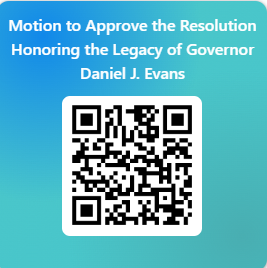 Motion to Approve the Resolution
Honoring the Legacy of Governor
Daniel J. Evans